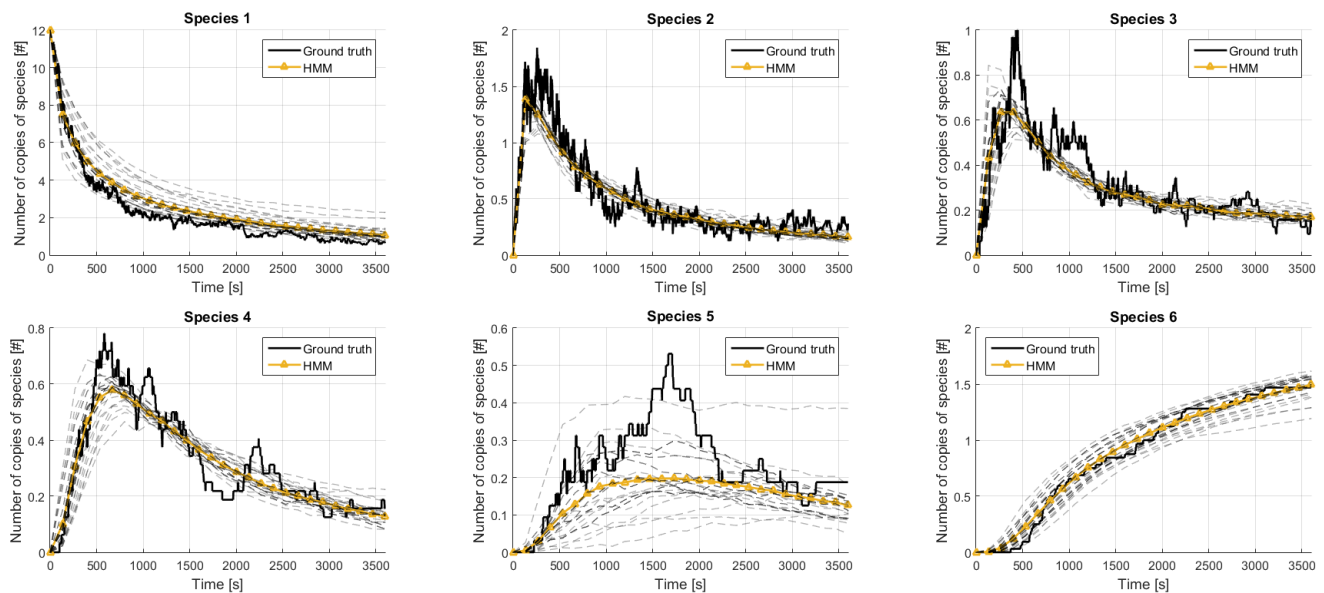 Species 1
Number of copies of species [#]
12
10
8
6
4
2
0
0 500 1000 1500 2000 2500 3000 3500
Time [s]
Ground truth
HMM
Species 2
Number of copies of species [#]
2
1.5
1
0.5
0
0 500 1000 1500 2000 2500 3000 3500
Time [s]
Ground truth
HMM
Species 3
Number of copies of species [#]
1
0.8
0.6
0.4
0.2
0
0 500 1000 1500 2000 2500 3000 3500
Time [s]
Ground truth
HMM
Species 4
Number of copies of species [#]
0.8
0.6
0.4
0.2
0
0 500 1000 1500 2000 2500 3000 3500
Time [s]
Ground truth
HMM
Species 5
Number of copies of species [#]
0.6
0.5
0.4
0.3
0.2
0.1
0
0 500 1000 1500 2000 2500 3000 3500
Time [s]
Ground truth
HMM
Species 6
Number of copies of species [#]
2
1.5
1
0.5
0
0 500 1000 1500 2000 2500 3000 3500
Time [s]
Ground truth
HMM